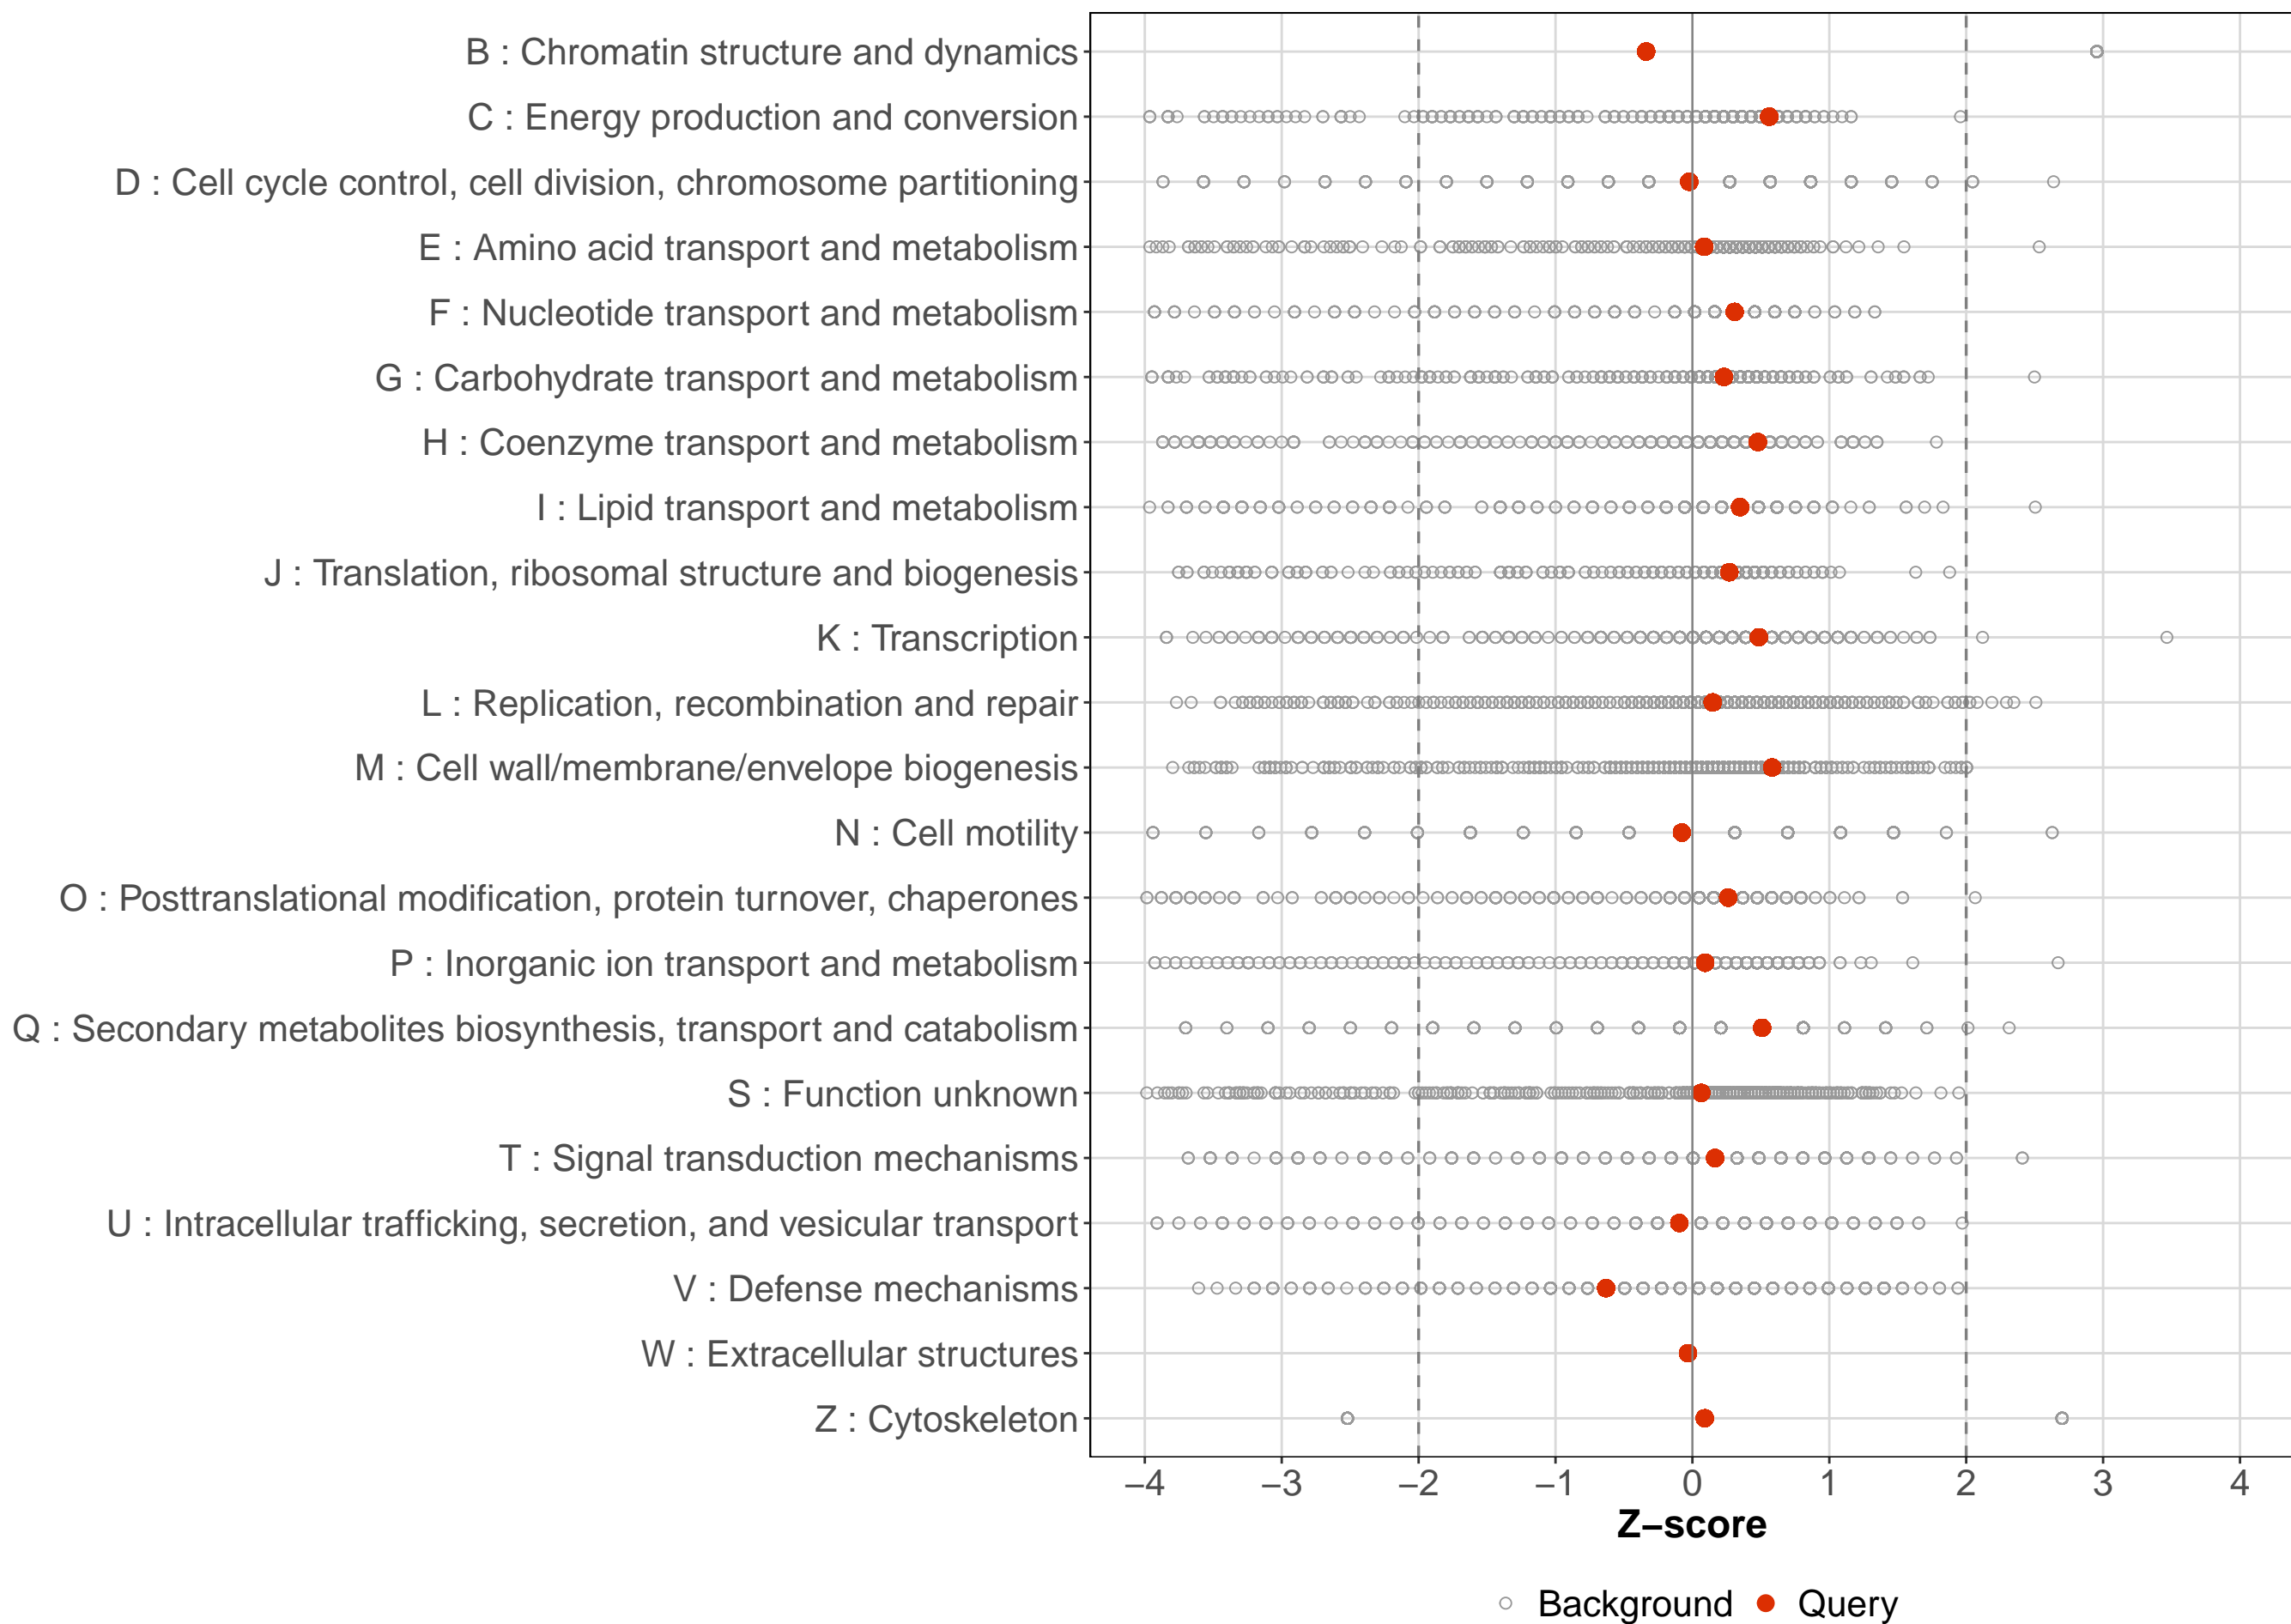 B : Chromatin structure and dynamics
C : Energy production and conversion
D : Cell cycle control, cell division, chromosome partitioning
E : Amino acid transport and metabolism
F : Nucleotide transport and metabolism
G : Carbohydrate transport and metabolism
H : Coenzyme transport and metabolism
I : Lipid transport and metabolism
J : Translation, ribosomal structure and biogenesis
K : Transcription
L : Replication, recombination and repair
M : Cell wall/membrane/envelope biogenesis
N : Cell motility
O : Posttranslational modification, protein turnover, chaperones
P : Inorganic ion transport and metabolism
Q : Secondary metabolites biosynthesis, transport and catabolism
S : Function unknown
T : Signal transduction mechanisms
U : Intracellular trafficking, secretion, and vesicular transport
V : Defense mechanisms
W : Extracellular structures
Z : Cytoskeleton
−4 −3 −2 −1 0 1 2 3 4
Z−score
Background Query